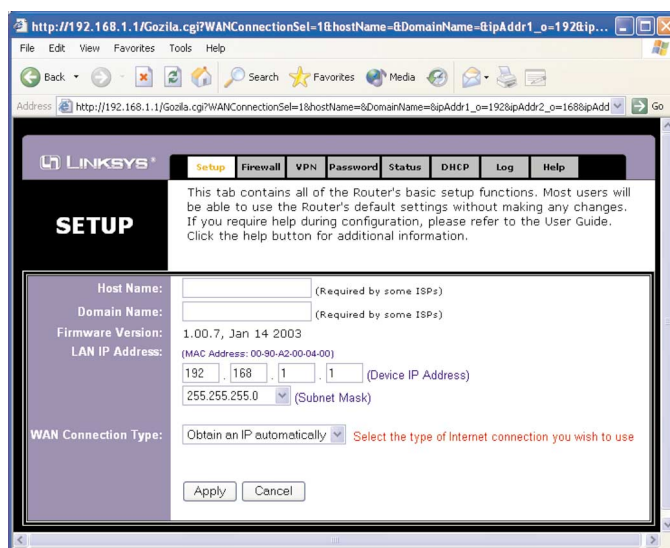 http://192.168.1.1/Gozila.cgi?WANConnectionSel=1&hostName=&DomainName=&ipAddr1_o=192&ip...
File Edit View Favorites Tools Help
Back Search Favorites Media
Address http://192.168.1.1/Gozila.cgi?WANConnectionSel=1&hostName=&DomainName=&ipAddr1_o=192&ipAddr2_o=168&ipAdd Go
LINKSYS®
Setup Firewall VPN Password Status DHCP Log Help
SETUP
This tab contains all of the Router's basic setup functions. Most users will
be able to use the Router's default settings without making any changes.
If you require help during configuration, please refer to the User Guide.
Click the help button for additional information.
Host Name: (Required by some ISPs)
Domain Name: (Required by some ISPs)
Firmware Version: 1.00.7, Jan 14 2003
LAN IP Address: (MAC Address: 00-90-A2-00-04-00)
192 . 168 . 1 . 1 (Device IP Address)
255.255.255.0 (Subnet Mask)
WAN Connection Type: Obtain an IP automatically Select the type of Internet connection you wish to use
Apply Cancel